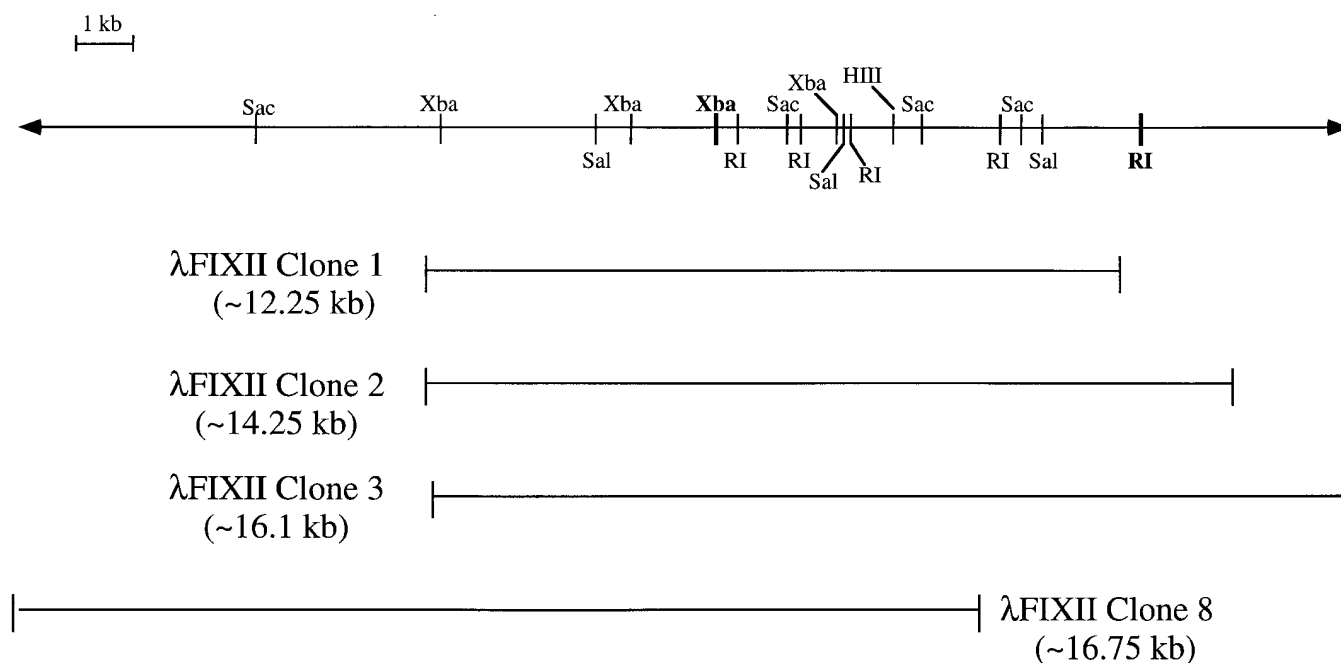 1 kb
HIII
Xba
Sac Xba Xba Xba Sac Sac Sac
Sal RI RI Sal RI RI Sal RI
λFIXII Clone 1
(~12.25 kb)
λFIXII Clone 2
(~14.25 kb)
λFIXII Clone 3
(~16.1 kb)
λFIXII Clone 8
(~16.75 kb)